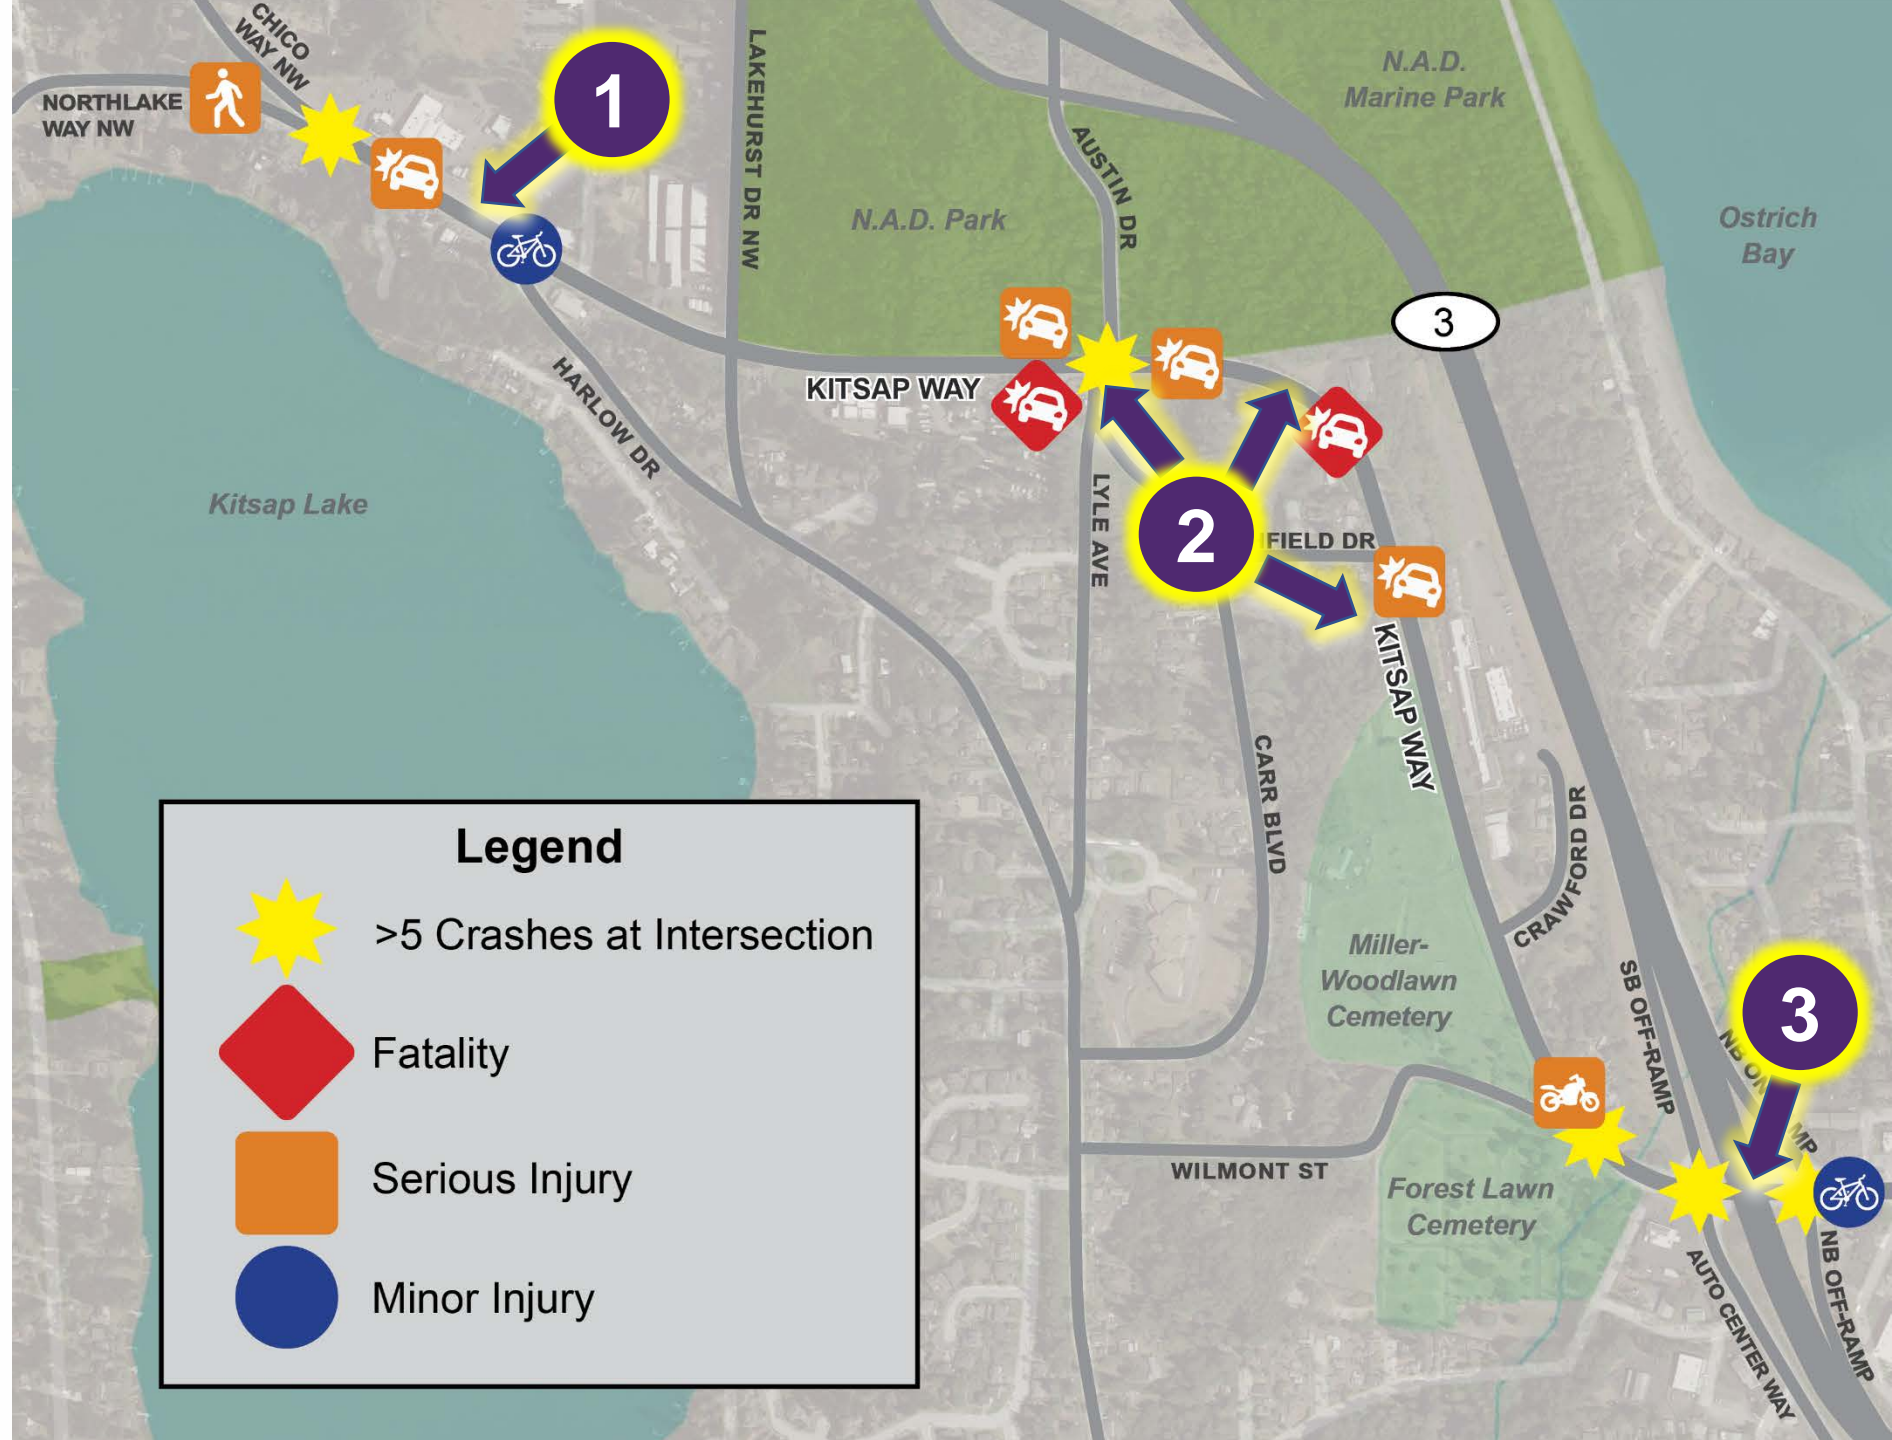 CHICO
WAY NW
NORTHLAKE
WAY NW
1
LAKEHURST DR NW
AUSTIN DR
N.A.D.
Marine Park
N.A.D. Park
Ostrich
Bay
3
KITSAP WAY
HARLOW DR
Kitsap Lake
LYLE AVE
2
FIELD DR
KITSAP WAY
CARR BLVD
CRAWFORD DR
Miller-
Woodlawn
Cemetery
SB OFF-RAMP
3
WILMONT ST
Forest Lawn
Cemetery
AUTO CENTER WAY
NB OFF-RAMP
Legend
>5 Crashes at Intersection
Fatality
Serious Injury
Minor Injury